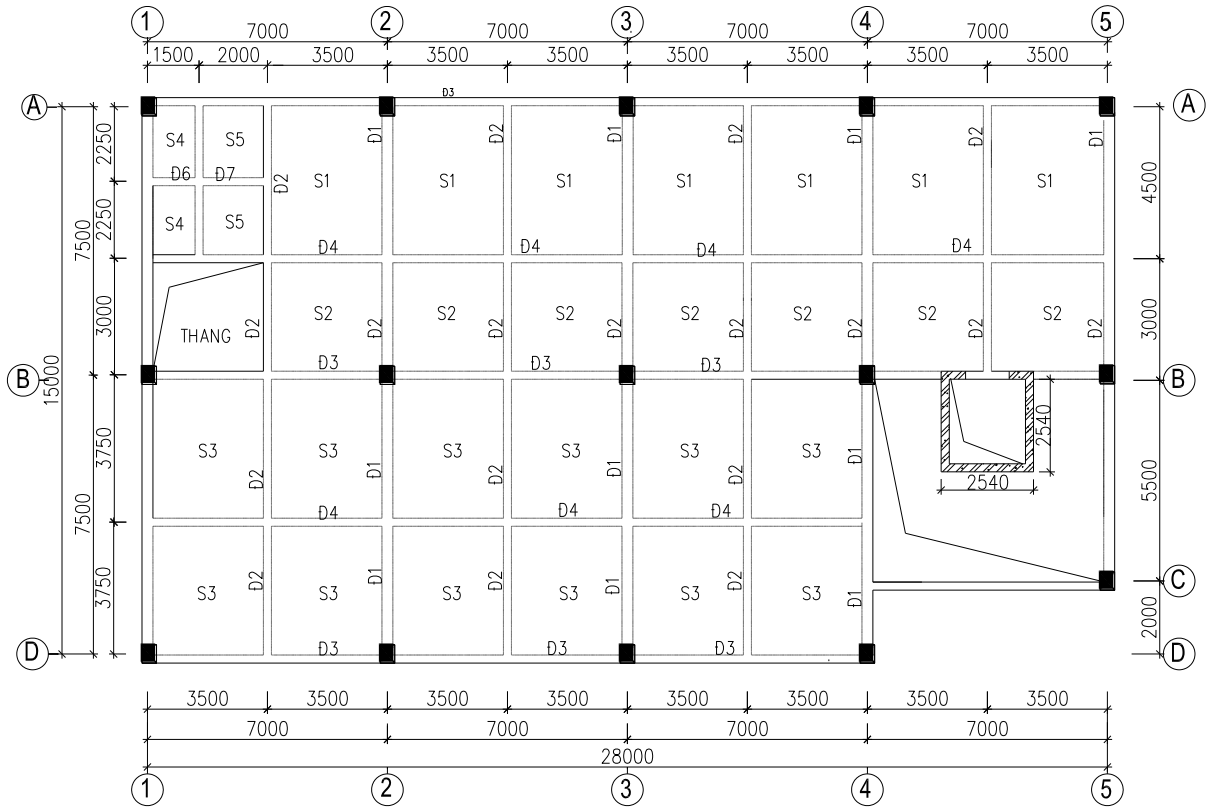 1 2 3 4 5
7000 7000 7000 7000
1500 2000 3500 3500 3500 3500 3500 3500 3500
Đ3
A A
S4 S5 Đ1 Đ2 Đ1 Đ2 Đ1 Đ2 Đ1
2250 4500
Đ6 Đ7 Đ2 S1 S1 S1 S1 S1 S1 S1
S4 S5
2250
7500
Đ4 Đ4 Đ4 Đ4
3000 3000
THANG Đ2 S2 Đ2 S2 Đ2 S2 Đ2 S2 Đ2 S2 Đ2 S2 Đ2 S2 Đ2
Đ3 Đ3 Đ3
B B
15000
2540
3750 S3 S3 S3 S3 S3 S3
Đ2 Đ1 Đ2 Đ1 Đ2 Đ1
2540
5500
7500
Đ4 Đ4 Đ4
3750 S3 Đ2 S3 Đ1 S3 Đ2 S3 Đ1 S3 Đ2 S3 Đ1
C
2000
Đ3 Đ3 Đ3
D D
3500 3500 3500 3500 3500 3500 3500 3500
7000 7000 7000 7000
28000
1 2 3 4 5